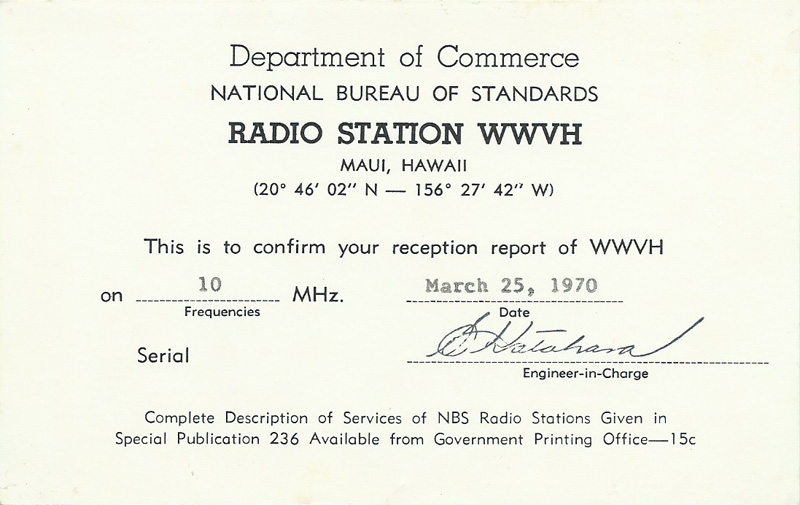 Department of Commerce
NATIONAL BUREAU OF STANDARDS
RADIO STATION WWVH
MAUI, HAWAII
(20° 46′ 02″ N — 156° 27′ 42″ W)
This is to confirm your reception report of WWVH
on 10 MHz. March 25, 1970
Frequencies Date
Serial Hatahara
Engineer-in-Charge
Complete Description of Services of NBS Radio Stations Given in
Special Publication 236 Available from Government Printing Office—15c